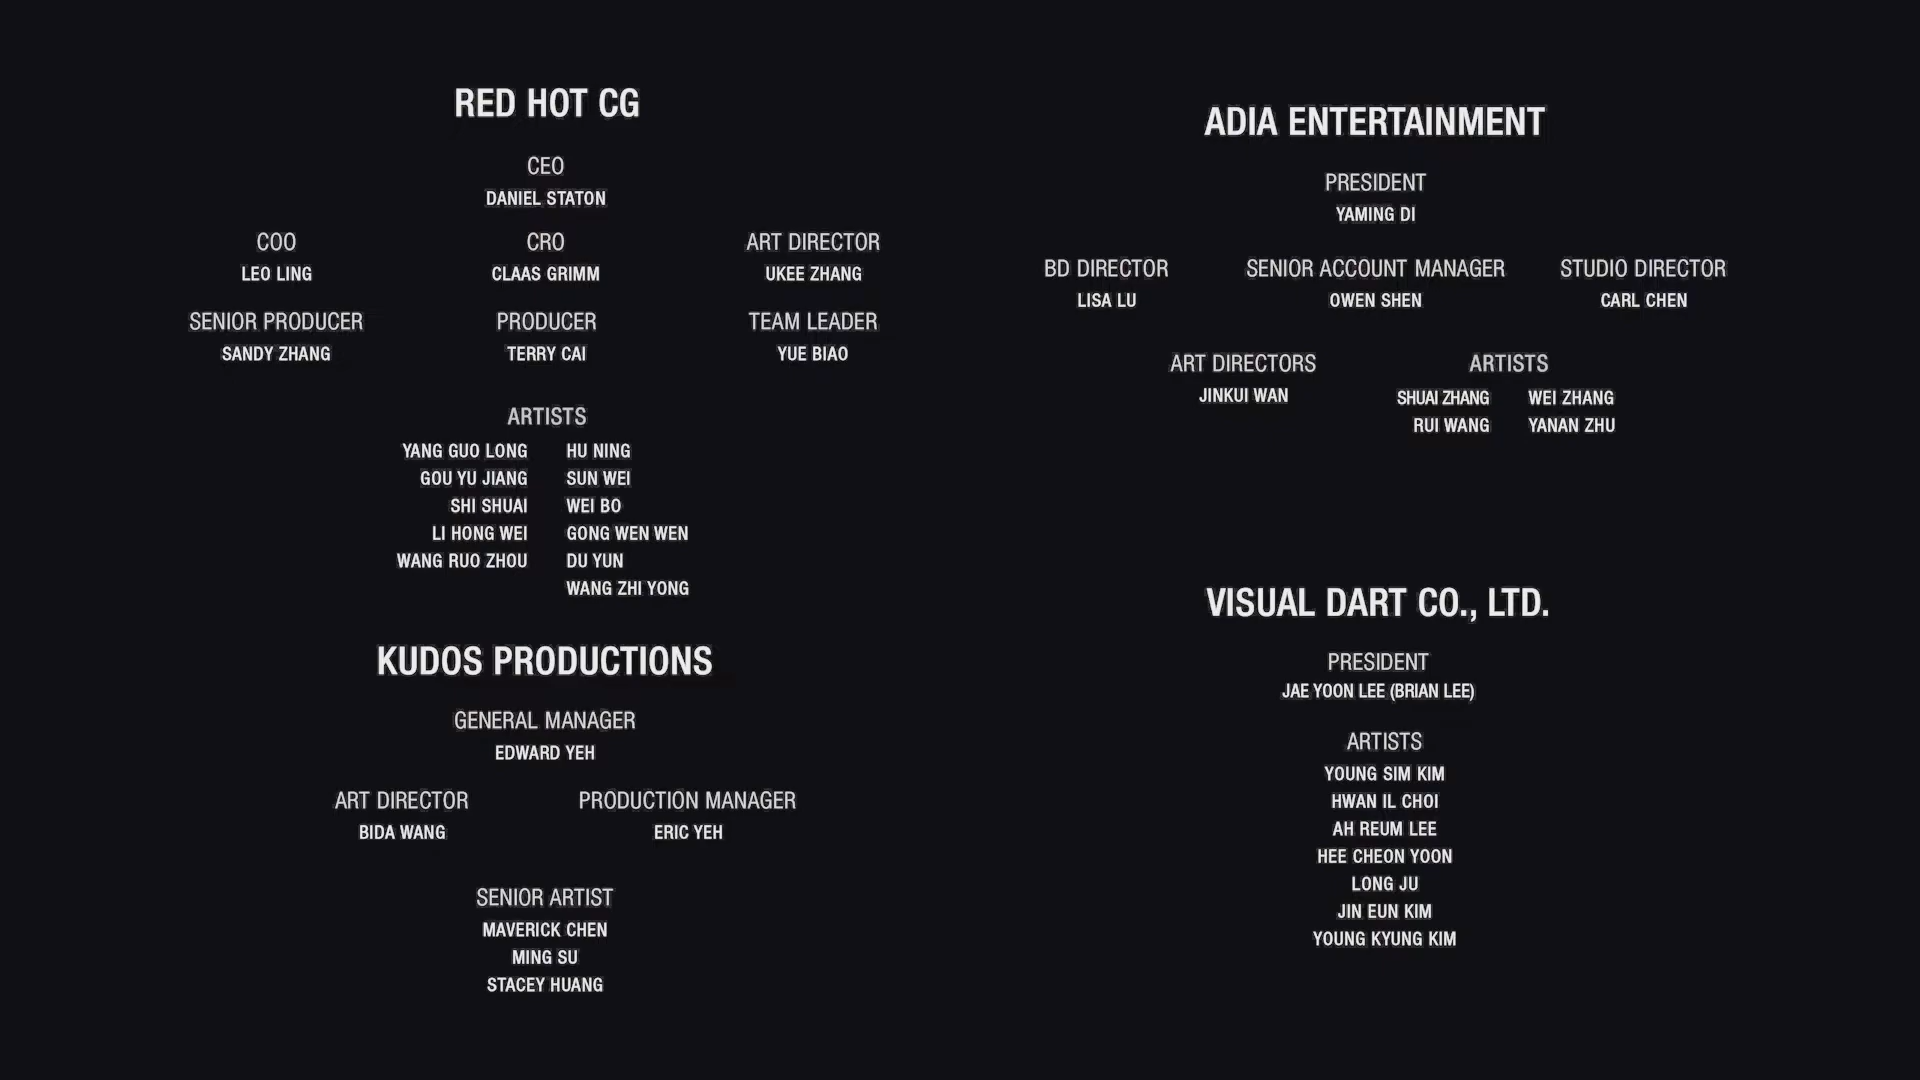 RED HOT CG
CEO
DANIEL STATON
COO CRO ART DIRECTOR
LEO LING CLAAS GRIMM UKEE ZHANG
SENIOR PRODUCER PRODUCER TEAM LEADER
SANDY ZHANG TERRY CAI YUE BIAO
ARTISTS
YANG GUO LONG HU NING
GOU YU JIANG SUN WEI
SHI SHUAI WEI BO
LI HONG WEI GONG WEN WEN
WANG RUO ZHOU DU YUN
WANG ZHI YONG
KUDOS PRODUCTIONS
GENERAL MANAGER
EDWARD YEH
ART DIRECTOR PRODUCTION MANAGER
BIDA WANG ERIC YEH
SENIOR ARTIST
MAVERICK CHEN
MING SU
STACEY HUANG
ADIA ENTERTAINMENT
PRESIDENT
YAMING DI
BD DIRECTOR SENIOR ACCOUNT MANAGER STUDIO DIRECTOR
LISA LU OWEN SHEN CARL CHEN
ART DIRECTORS ARTISTS
JINKUI WAN SHUAI ZHANG WEI ZHANG
RUI WANG YANAN ZHU
VISUAL DART CO., LTD.
PRESIDENT
JAE YOON LEE (BRIAN LEE)
ARTISTS
YOUNG SIM KIM
HWAN IL CHOI
AH REUM LEE
HEE CHEON YOON
LONG JU
JIN EUN KIM
YOUNG KYUNG KIM